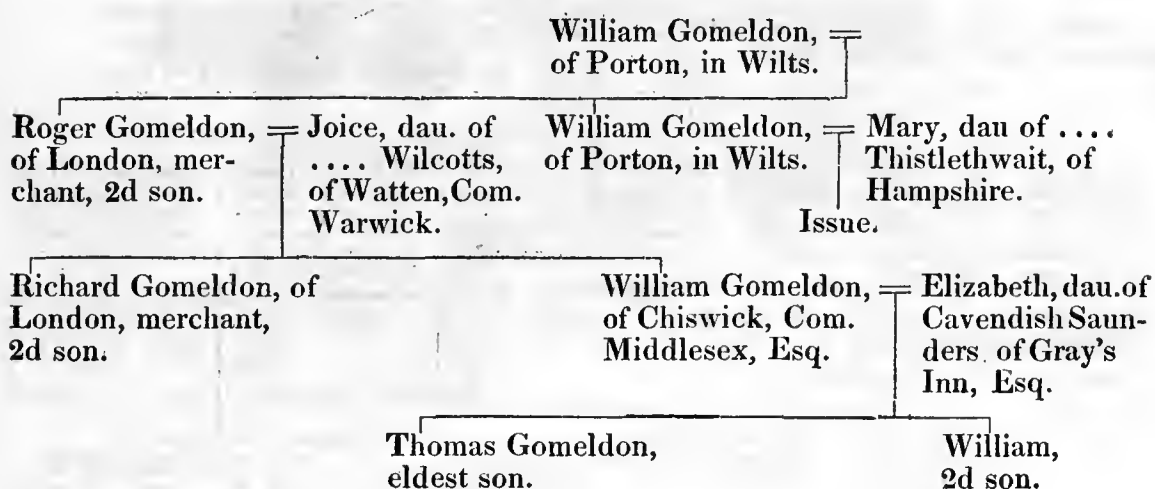 William Gomeldon, =
of Porton, in Wilts.
Roger Gomeldon, =
of London, mer-
chant, 2d son.
Joice, dau. of
.... Wilcotts,
of Watten, Com.
Warwick.
William Gomeldon, =
of Porton, in Wilts.
Mary, dau of ....
Thistlethwait, of
Hampshire.
Issue.
Richard Gomeldon, of
London, merchant,
2d son.
William Gomeldon, =
of Chiswick, Com.
Middlesex, Esq.
Elizabeth, dau. of
Cavendish Saun-
ders of Gray's
Inn, Esq.
Thomas Gomeldon,
eldest son.
William,
2d son.